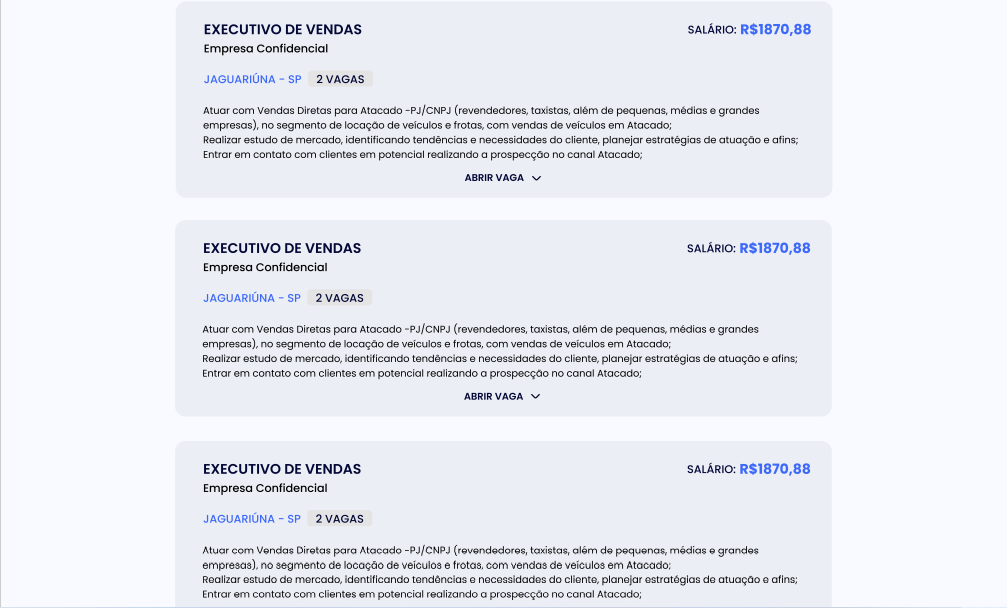 EXECUTIVO DE VENDAS SALÁRIO: R$1870,88
Empresa Confidencial
JAGUARIÚNA - SP 2 VAGAS
Atuar com Vendas Diretas para Atacado -PJ/CNPJ (revendedores, taxistas, além de pequenas, médias e grandes
empresas), no segmento de locação de veículos e frotas, com vendas de veículos em Atacado;
Realizar estudo de mercado, identificando tendências e necessidades do cliente, planejar estratégias de atuação e afins;
Entrar em contato com clientes em potencial realizando a prospecção no canal Atacado;
ABRIR VAGA
EXECUTIVO DE VENDAS SALÁRIO: R$1870,88
Empresa Confidencial
JAGUARIÚNA - SP 2 VAGAS
Atuar com Vendas Diretas para Atacado -PJ/CNPJ (revendedores, taxistas, além de pequenas, médias e grandes
empresas), no segmento de locação de veículos e frotas, com vendas de veículos em Atacado;
Realizar estudo de mercado, identificando tendências e necessidades do cliente, planejar estratégias de atuação e afins;
Entrar em contato com clientes em potencial realizando a prospecção no canal Atacado;
ABRIR VAGA
EXECUTIVO DE VENDAS SALÁRIO: R$1870,88
Empresa Confidencial
JAGUARIÚNA - SP 2 VAGAS
Atuar com Vendas Diretas para Atacado -PJ/CNPJ (revendedores, taxistas, além de pequenas, médias e grandes
empresas), no segmento de locação de veículos e frotas, com vendas de veículos em Atacado;
Realizar estudo de mercado, identificando tendências e necessidades do cliente, planejar estratégias de atuação e afins;
Entrar em contato com clientes em potencial realizando a prospecção no canal Atacado;